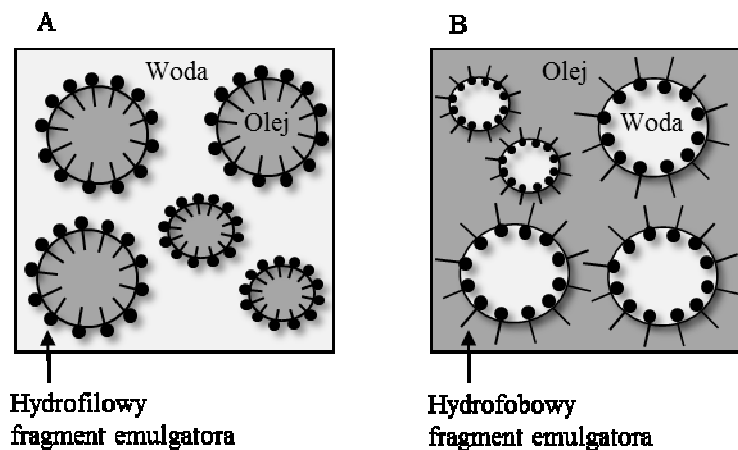 A
Woda
Olej
Hydrofilowy
fragment emulgatora
B
Olej
Woda
Hydrofobowy
fragment emulgatora